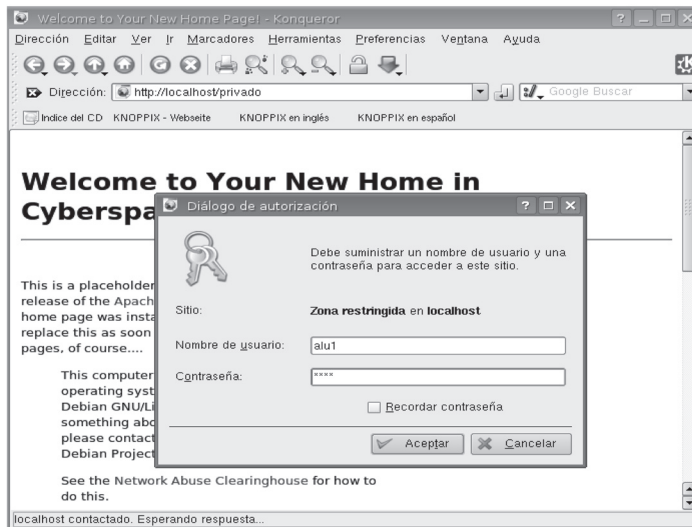 Welcome to Your New Home Page! - Konqueror
Dirección Editar Ver Ir Marcadores Herramientas Preferencias Ventana Ayuda
Dirección: http://localhost/privado Google Buscar
Indice del CD KNOPPIX - Webseite KNOPPIX en inglés KNOPPIX en español
Welcome to Your New Home in
Cyberspa
Diálogo de autorización
Debe suministrar un nombre de usuario y una
contraseña para acceder a este sitio.
Sitio: Zona restringida en localhost
Nombre de usuario: alu1
Contraseña: ****
Recordar contraseña
Aceptar Cancelar
This is a placeholder
release of the Apach
home page was insta
replace this as soon
pages, of course....
This computer
operating syst
Debian GNU/Li
something abo
please contact
Debian Project
See the Network Abuse Clearinghouse for how to
do this.
localhost contactado. Esperando respuesta...